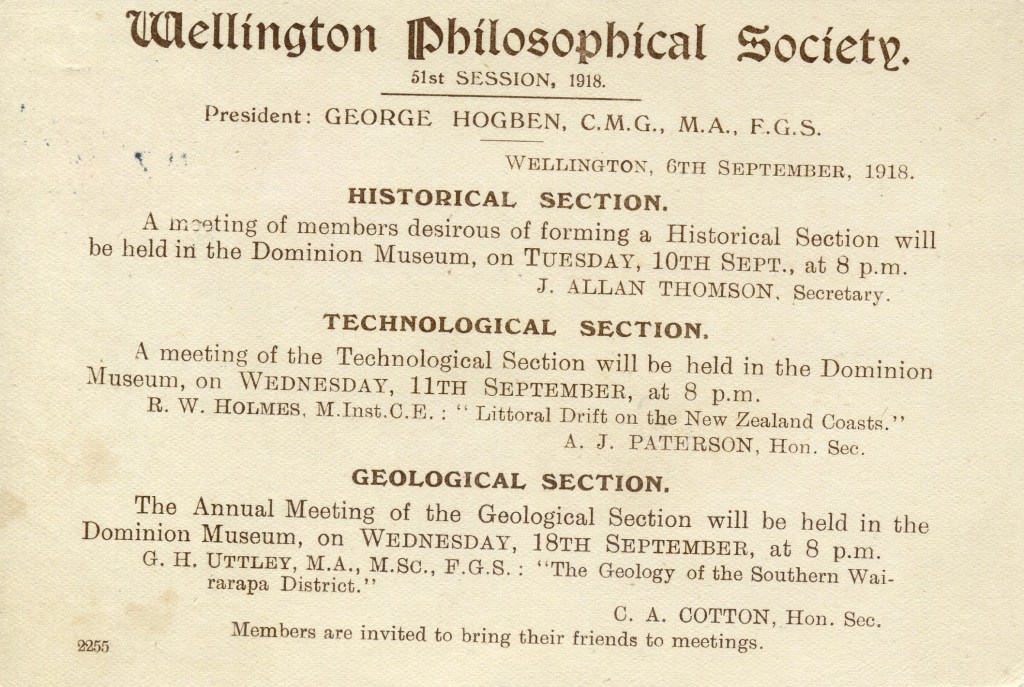 Wellington Philosophical Society.
51st SESSION, 1918.
President: GEORGE HOGBEN, C.M.G., M.A., F.G.S.
WELLINGTON, 6TH SEPTEMBER, 1918.
HISTORICAL SECTION.
A meeting of members desirous of forming a Historical Section will
be held in the Dominion Museum, on TUESDAY, 10TH SEPT., at 8 p.m.
J. ALLAN THOMSON, Secretary.
TECHNOLOGICAL SECTION.
A meeting of the Technological Section will be held in the Dominion
Museum, on WEDNESDAY, 11TH SEPTEMBER, at 8 p.m.
R. W. HOLMES, M.Inst.C.E. : "Littoral Drift on the New Zealand Coasts."
A. J. PATERSON, Hon. Sec.
GEOLOGICAL SECTION.
The Annual Meeting of the Geological Section will be held in the
Dominion Museum, on WEDNESDAY, 18TH SEPTEMBER, at 8 p.m.
G. H. UTTLEY, M.A., M.SC., F.G.S. : "The Geology of the Southern Wai-
rarapa District."
C. A. COTTON, Hon. Sec.
Members are invited to bring their friends to meetings.
2255